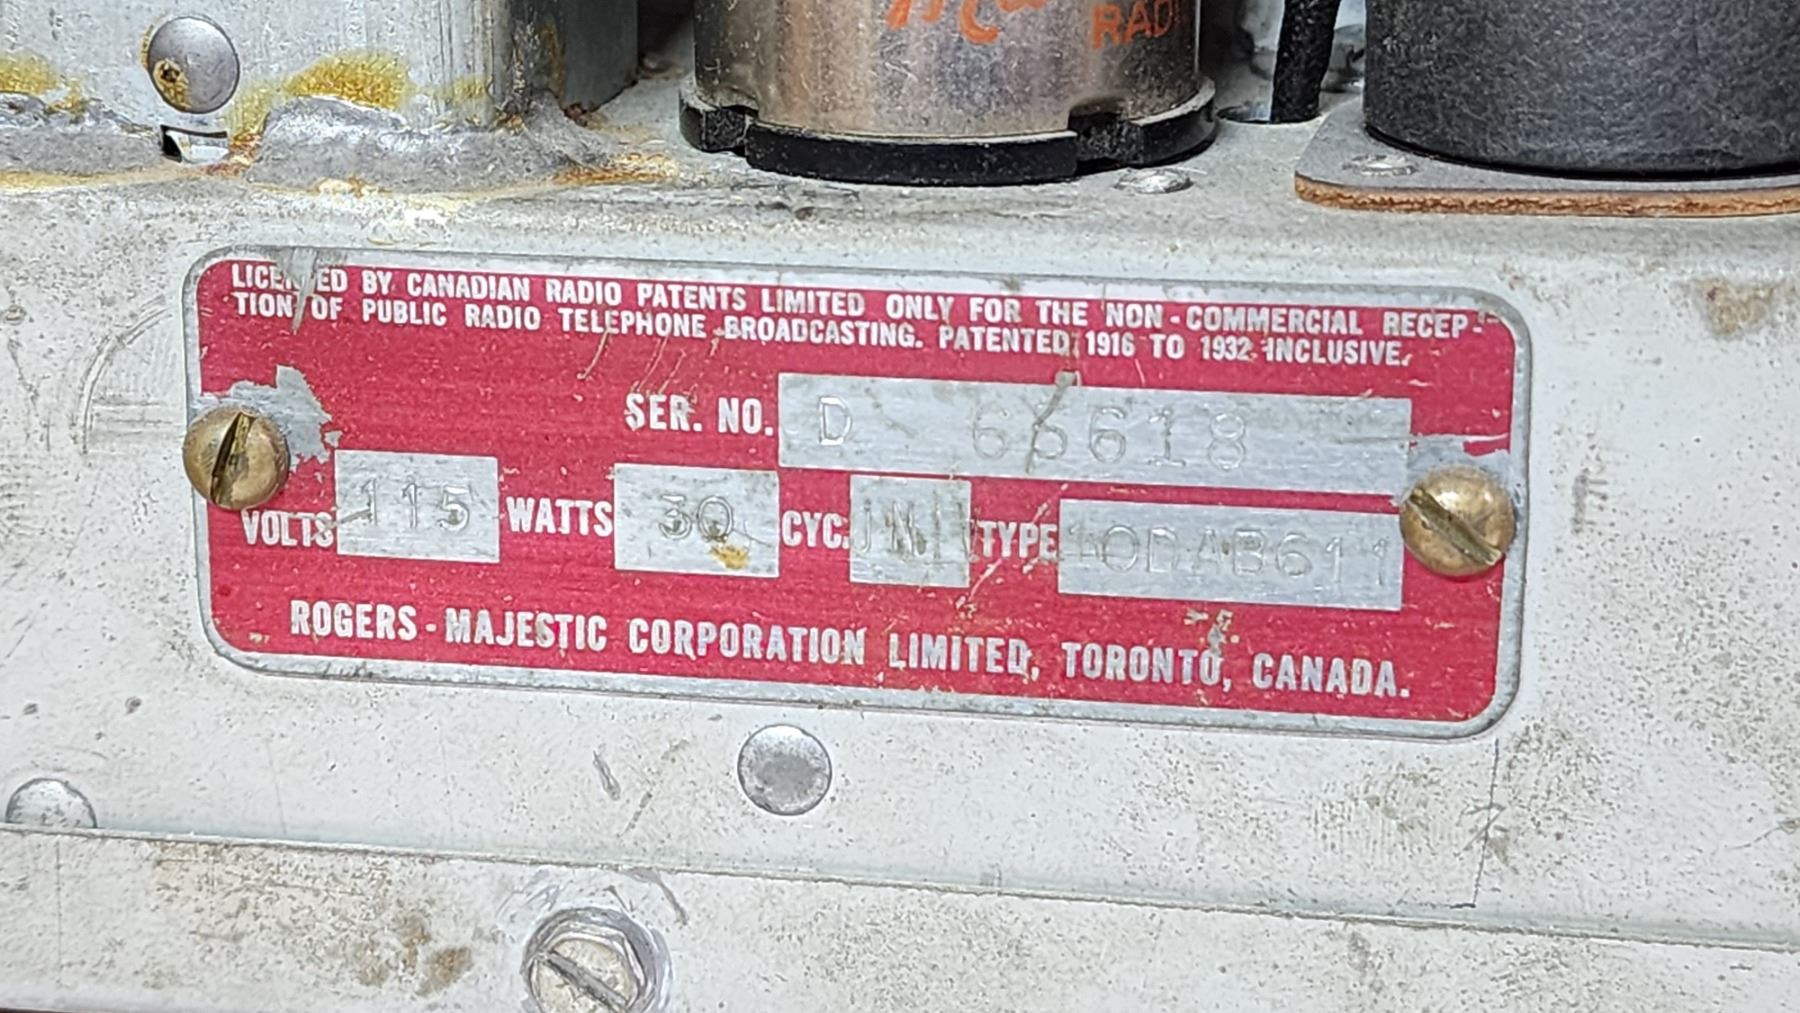 RAD
LICENSED BY CANADIAN RADIO PATENTS LIMITED ONLY FOR THE NON-COMMERCIAL RECEP-
TION OF PUBLIC RADIO TELEPHONE BROADCASTING. PATENTED 1916 TO 1932 INCLUSIVE.
SER. NO. D 66618
VOLTS 115 WATTS 30 CYC. TYPE 10DAB611
ROGERS-MAJESTIC CORPORATION LIMITED, TORONTO, CANADA.